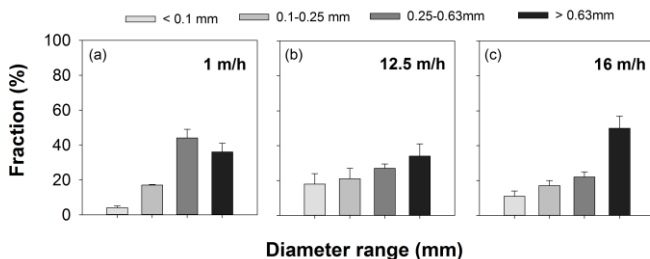 < 0.1 mm 0.1-0.25 mm 0.25-0.63mm > 0.63mm
(a) 1 m/h (b) 12.5 m/h (c) 16 m/h
Fraction (%)
100
80
60
40
20
0
Diameter range (mm)